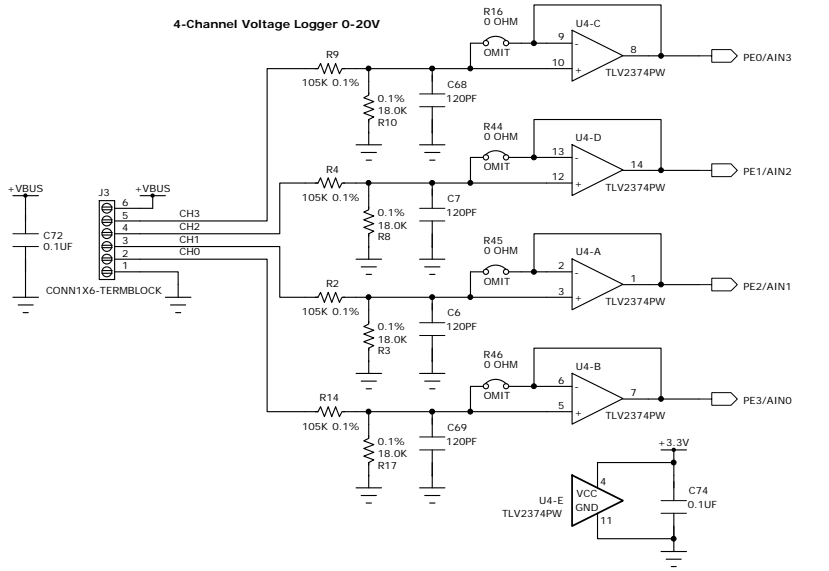 4-Channel Voltage Logger 0-20V
R16
0 OHM
OMIT
U4-C
9
-
10
+
8
TLV2374PW
PE0/AIN3
R9
105K 0.1%
0.1%
18.0K
R10
C68
120PF
R44
0 OHM
OMIT
U4-D
13
-
12
+
14
TLV2374PW
PE1/AIN2
R4
105K 0.1%
0.1%
18.0K
R8
C7
120PF
+VBUS
C72
0.1UF
J3
+VBUS
6
5
4
3
2
1
CH3
CH2
CH1
CH0
CONN1X6-TERMBLOCK
R45
0 OHM
OMIT
U4-A
2
-
3
+
1
TLV2374PW
PE2/AIN1
R2
105K 0.1%
0.1%
18.0K
R3
C6
120PF
R46
0 OHM
OMIT
U4-B
6
-
5
+
7
TLV2374PW
PE3/AIN0
R14
105K 0.1%
0.1%
18.0K
R17
C69
120PF
+3.3V
4
VCC
GND
11
U4-E
TLV2374PW
C74
0.1UF